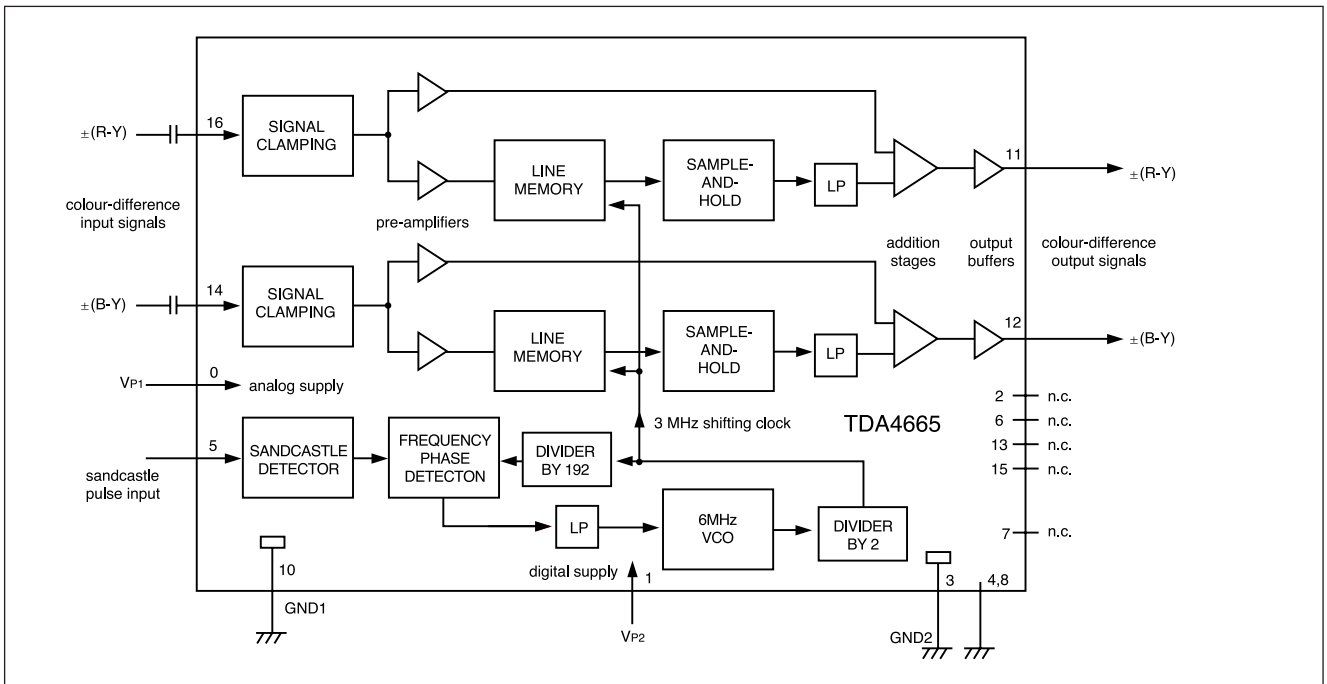 ±(R-Y)
16
SIGNAL
CLAMPING
colour-difference
input signals
pre-amplifiers
LINE
MEMORY
SAMPLE-
AND-
HOLD
LP
11
±(R-Y)
addition
stages
output
buffers
colour-difference
output signals
±(B-Y)
14
SIGNAL
CLAMPING
LINE
MEMORY
SAMPLE-
AND-
HOLD
LP
12
±(B-Y)
VP1
0
analog supply
3 MHz shifting clock
TDA4665
2
n.c.
6
n.c.
13
n.c.
15
n.c.
7
n.c.
5
sandcastle
pulse input
SANDCASTLE
DETECTOR
FREQUENCY
PHASE
DETECTON
DIVIDER
BY 192
LP
6MHz
VCO
DIVIDER
BY 2
digital supply
1
VP2
10
GND1
3
4,8
GND2